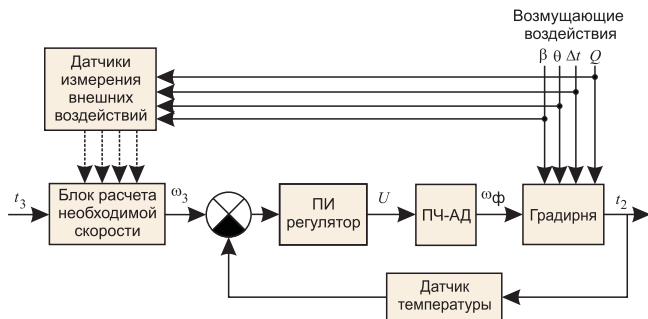 Возмущающие
воздействия
β θ Δt Q
Датчики
измерения
внешних
воздействий
t3
Блок расчета
необходимой
скорости
ω3
ПИ
регулятор
U
ПЧ-АД
ωф
Градирня
t2
Датчик
температуры